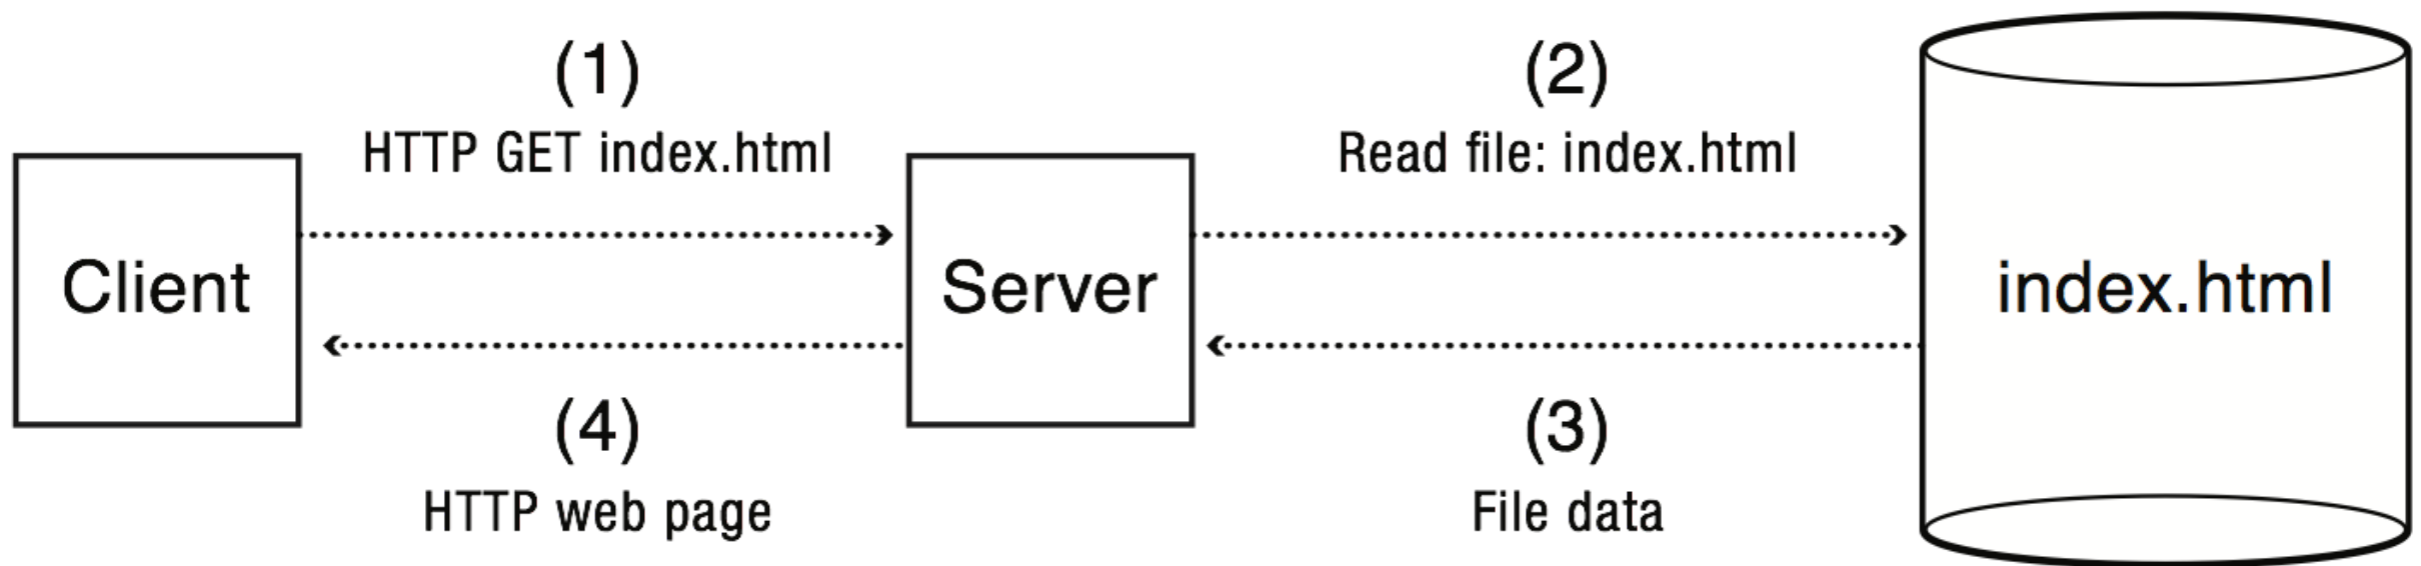 (1)
HTTP GET index.html
(2)
Read file: index.html
Client
Server
index.html
(4)
HTTP web page
(3)
File data